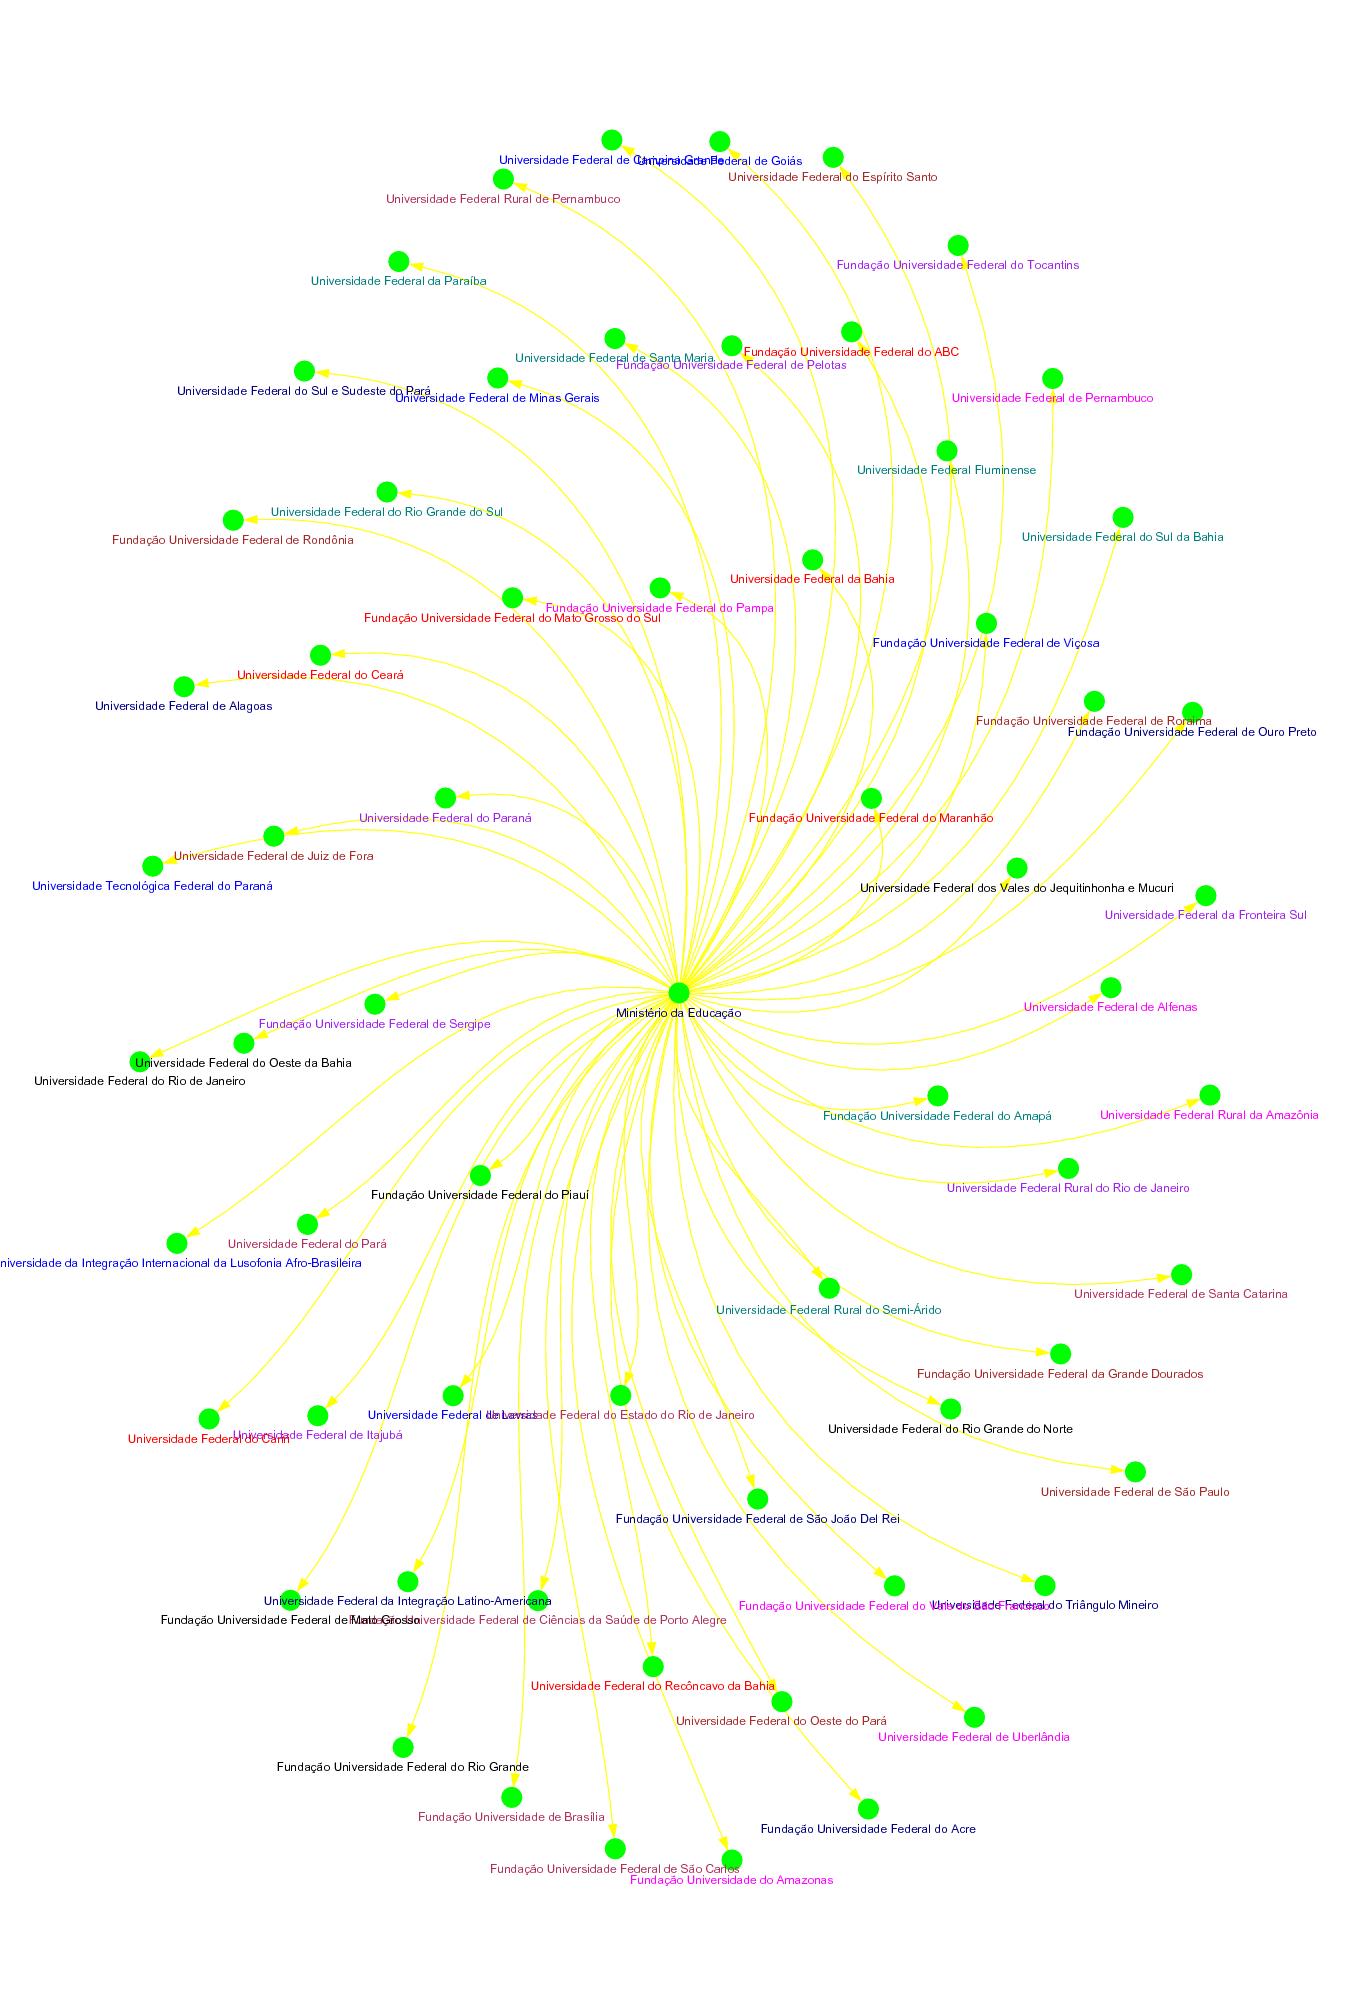 Universidade Federal de Campina Grande
Universidade Federal de Goiás
Universidade Federal do Espírito Santo
Universidade Federal Rural de Pernambuco
Fundação Universidade Federal do Tocantins
Universidade Federal da Paraíba
Fundação Universidade Federal do ABC
Universidade Federal de Santa Maria
Fundação Universidade Federal de Pelotas
Universidade Federal do Sul e Sudeste do Pará
Universidade Federal de Minas Gerais
Universidade Federal de Pernambuco
Universidade Federal Fluminense
Universidade Federal do Rio Grande do Sul
Universidade Federal do Sul da Bahia
Fundação Universidade Federal de Rondônia
Universidade Federal da Bahia
Fundação Universidade Federal do Pampa
Fundação Universidade Federal do Mato Grosso do Sul
Fundação Universidade Federal de Viçosa
Universidade Federal do Ceará
Universidade Federal de Alagoas
Fundação Universidade Federal de Roraima
Fundação Universidade Federal de Ouro Preto
Universidade Federal do Paraná
Fundação Universidade Federal do Maranhão
Universidade Federal de Juiz de Fora
Universidade Tecnológica Federal do Paraná
Universidade Federal dos Vales do Jequitinhonha e Mucuri
Universidade Federal da Fronteira Sul
Universidade Federal de Alfenas
Ministério da Educação
Fundação Universidade Federal de Sergipe
Universidade Federal do Oeste da Bahia
Universidade Federal do Rio de Janeiro
Fundação Universidade Federal do Amapá
Universidade Federal Rural da Amazônia
Universidade Federal Rural do Rio de Janeiro
Fundação Universidade Federal do Piauí
Universidade Federal do Pará
niversidade da Integração Internacional da Lusofonia Afro-Brasileira
Universidade Federal de Santa Catarina
Universidade Federal Rural do Semi-Árido
Fundação Universidade Federal da Grande Dourados
Universidade Federal de Lavras
Universidade Federal do Estado do Rio de Janeiro
Universidade Federal do Rio Grande do Norte
Universidade Federal do Cariri
Universidade Federal de Itajubá
Universidade Federal de São Paulo
Fundação Universidade Federal de São João Del Rei
Universidade Federal da Integração Latino-Americana
Fundação Universidade Federal do Vale do São Francisco
Universidade Federal do Triângulo Mineiro
Fundação Universidade Federal de Mato Grosso
Fundação Universidade Federal de Ciências da Saúde de Porto Alegre
Universidade Federal do Recôncavo da Bahia
Universidade Federal do Oeste do Pará
Universidade Federal de Uberlândia
Fundação Universidade Federal do Rio Grande
Fundação Universidade de Brasília
Fundação Universidade Federal do Acre
Fundação Universidade Federal de São Carlos
Fundação Universidade do Amazonas